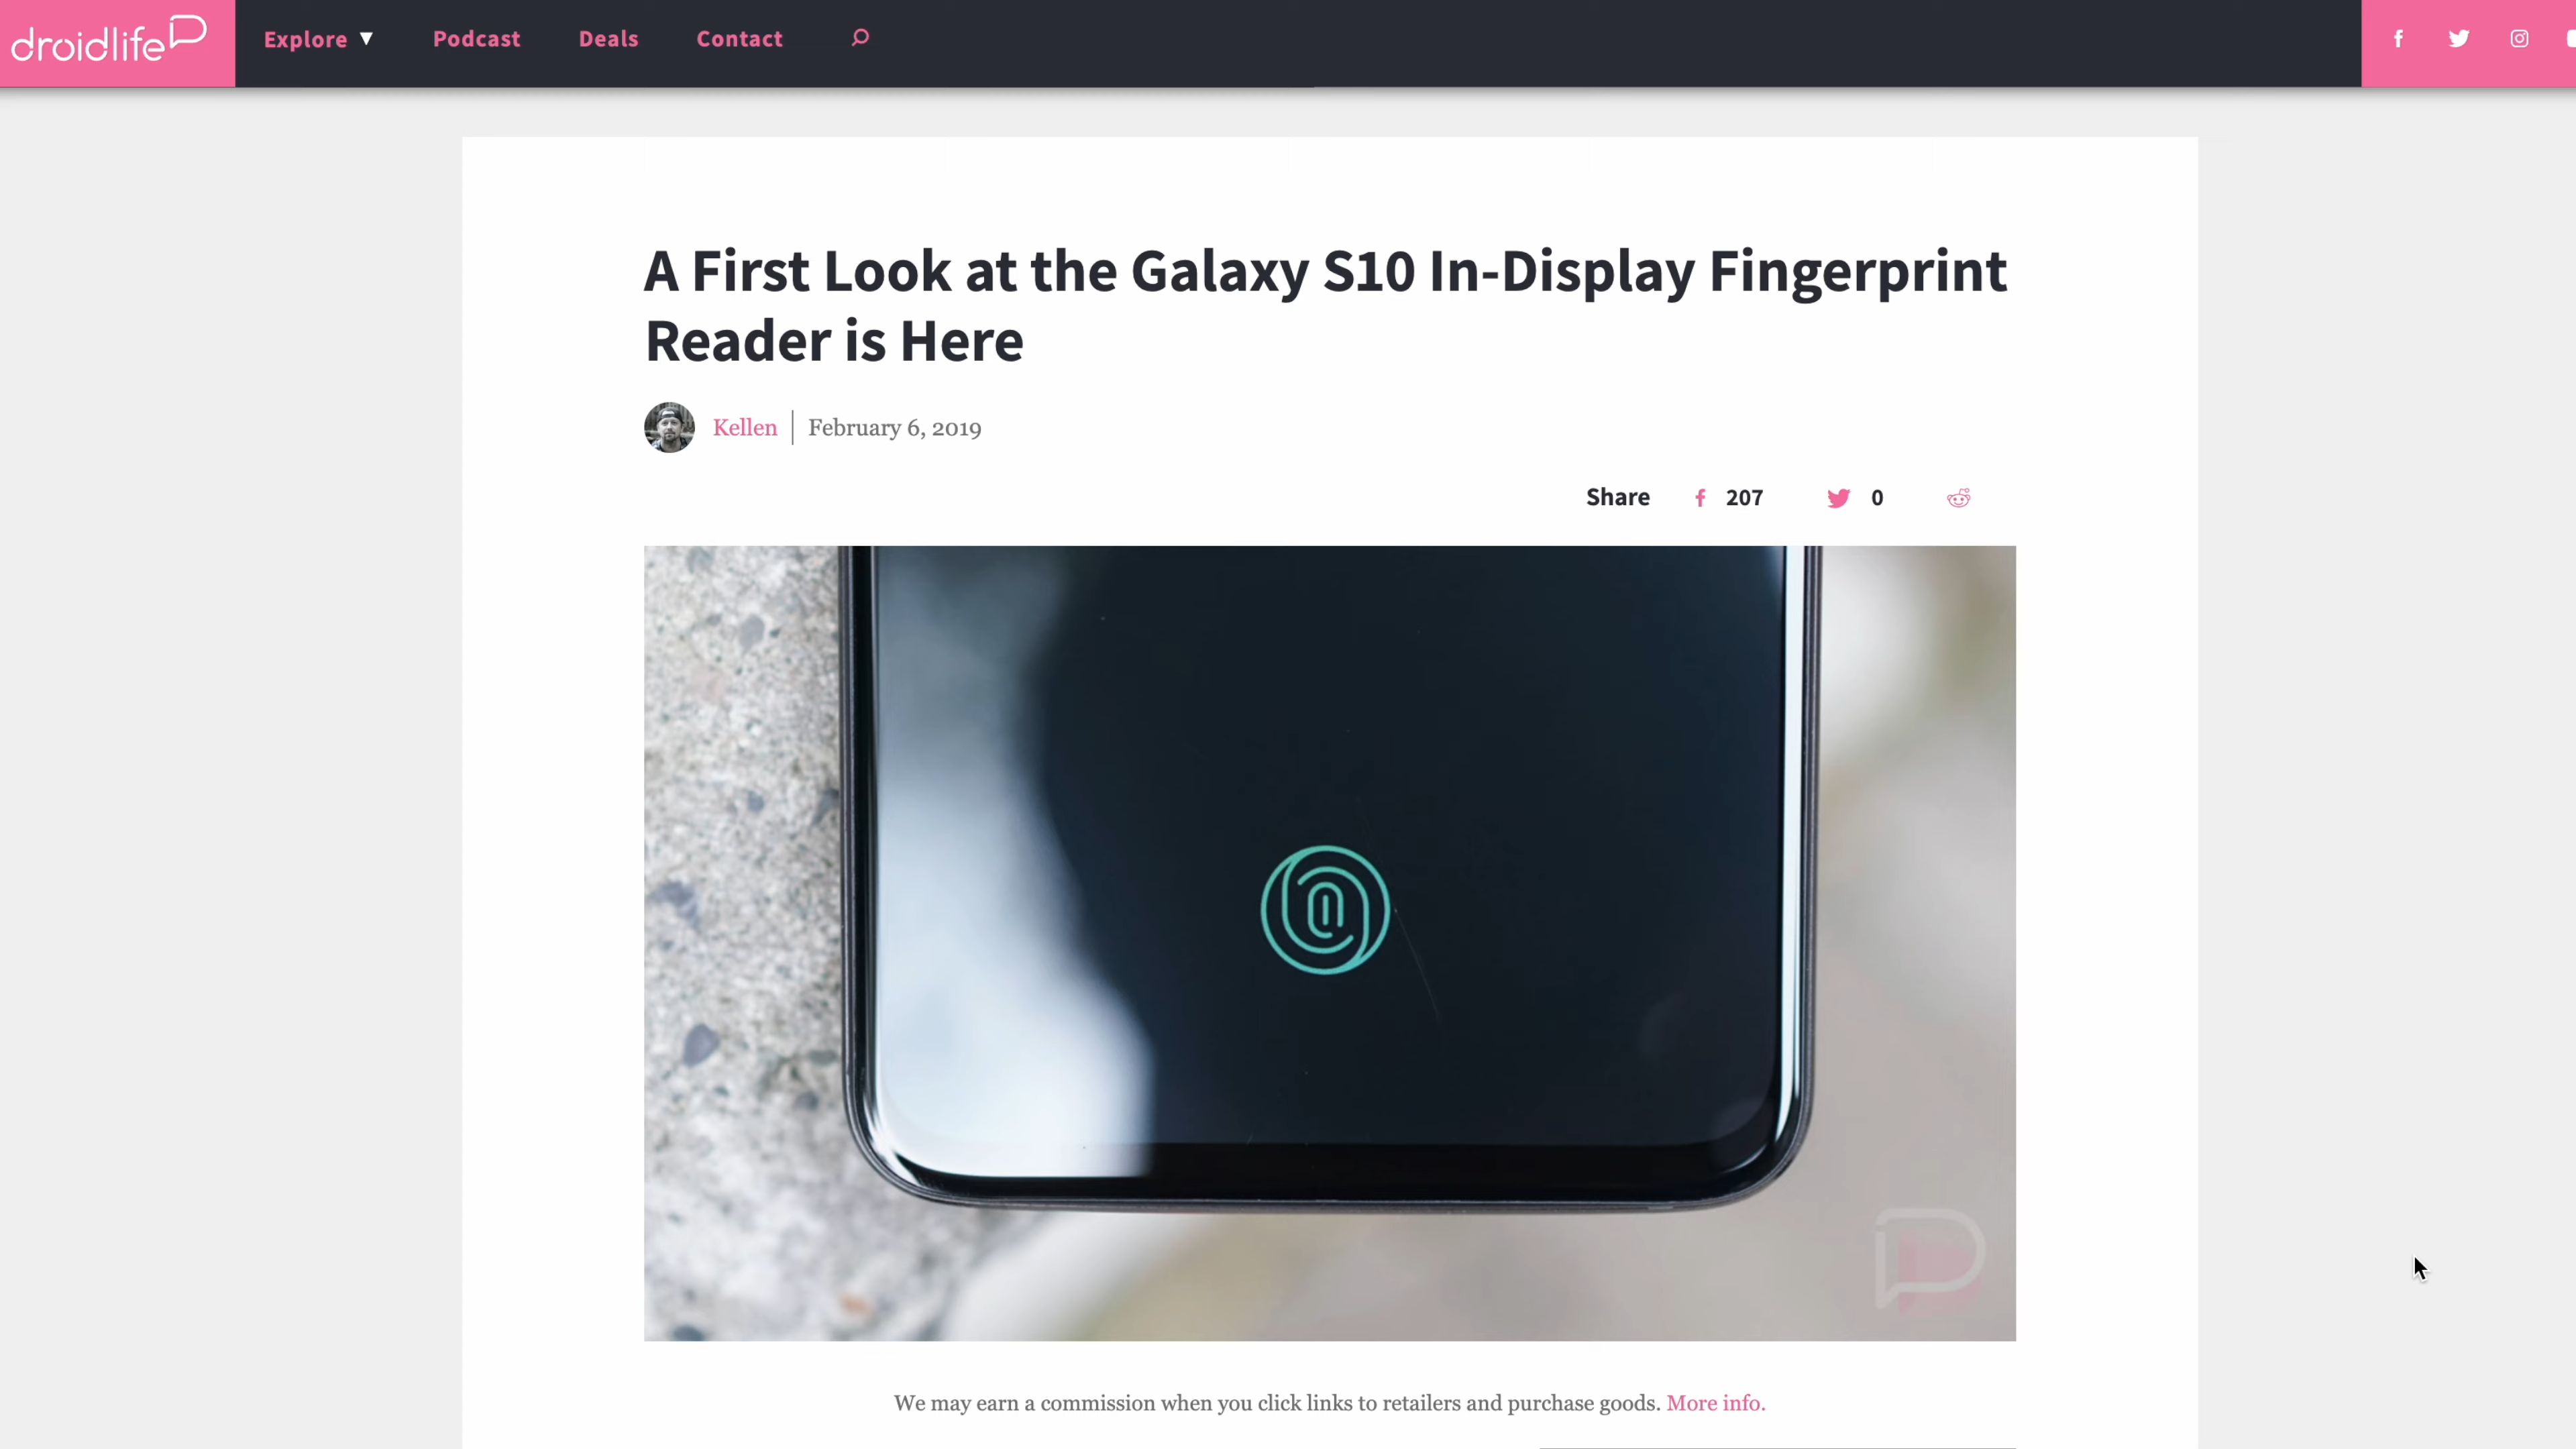 droidlife
Explore ▼ Podcast Deals Contact
A First Look at the Galaxy S10 In-Display Fingerprint
Reader is Here
Kellen | February 6, 2019
Share 207 0
We may earn a commission when you click links to retailers and purchase goods. More info.